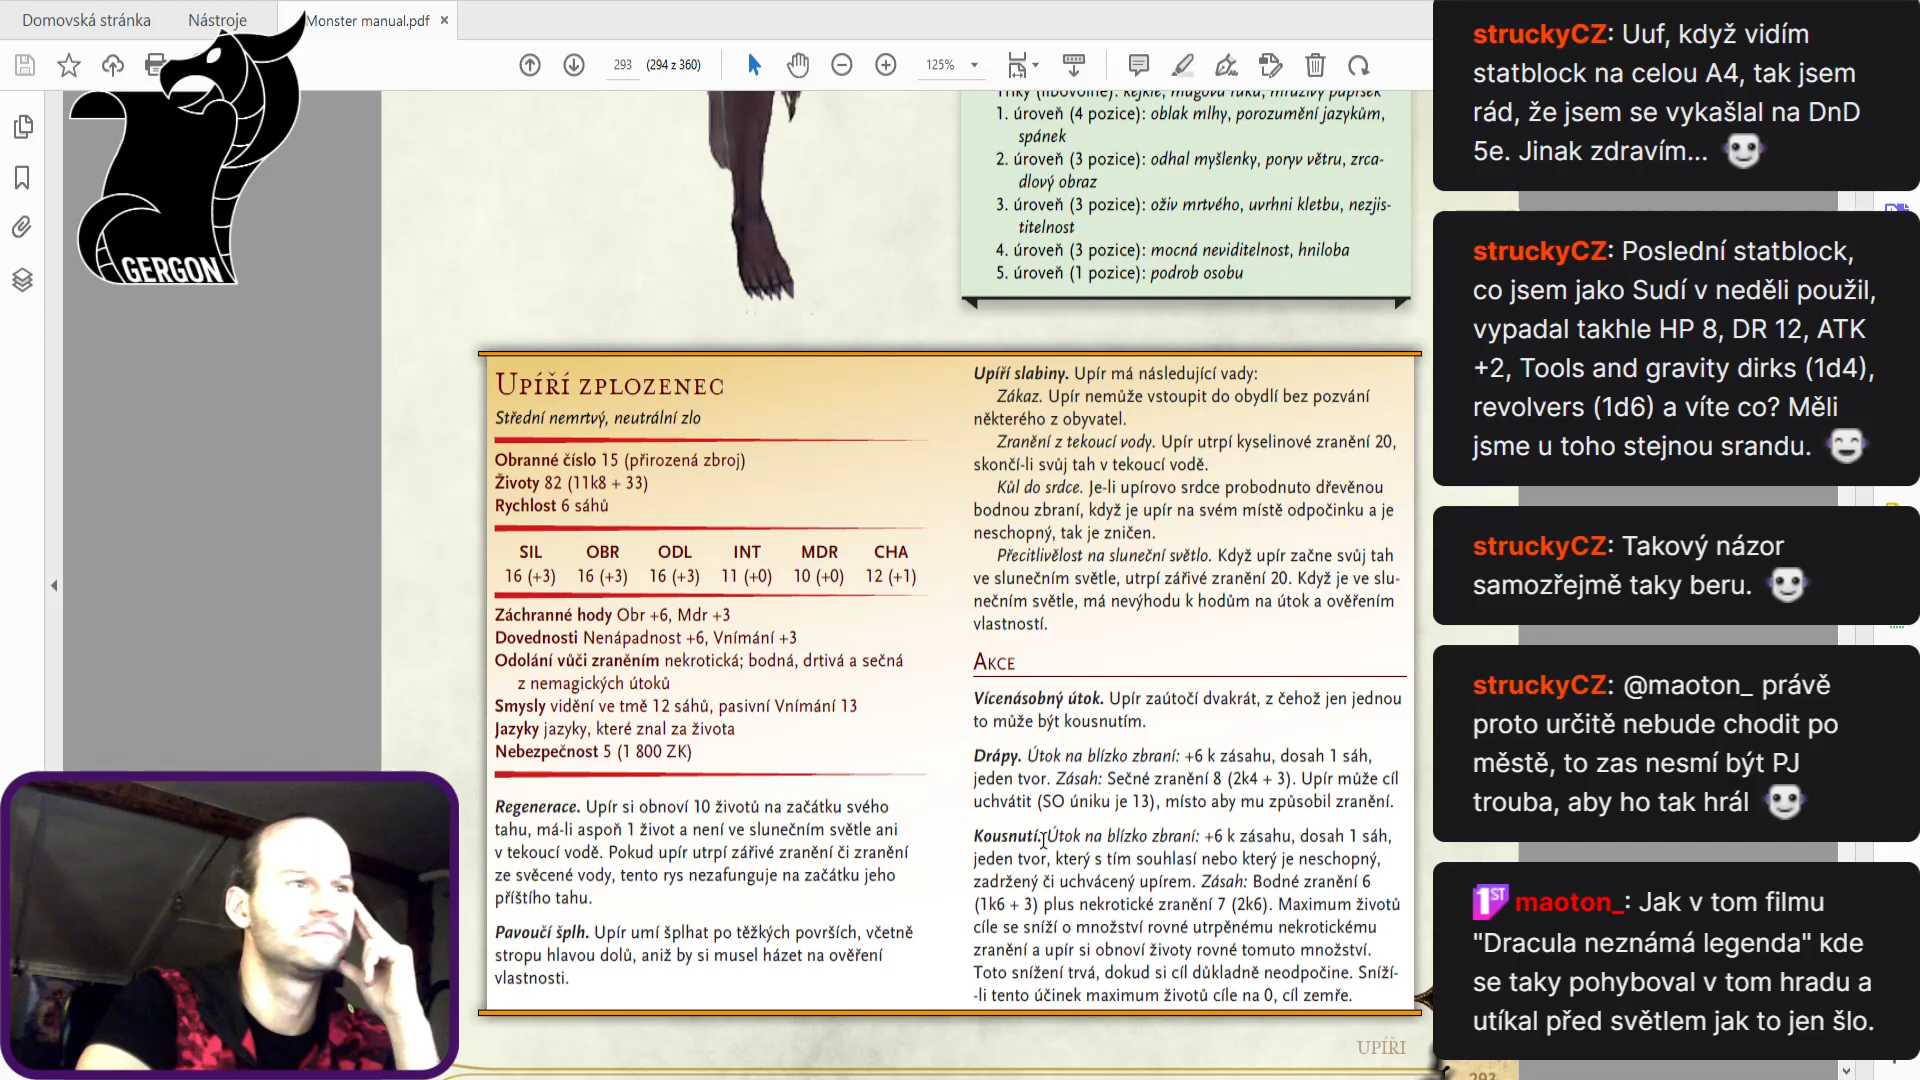 Domovská stránka
Nástroje
Monster manual.pdf ×
293
(294 z 360)
125%
GERGON
Triky (libovolně): kejkle, mágova ruka, mrazivý pařísek
1. úroveň (4 pozice): oblak mlhy, porozumění jazykům,
spánek
2. úroveň (3 pozice): odhal myšlenky, poryv větru, zrca-
dlový obraz
3. úroveň (3 pozice): oživ mrtvého, uvrhni kletbu, nezjis-
titelnost
4. úroveň (3 pozice): mocná neviditelnost, hniloba
5. úroveň (1 pozice): podrob osobu
Upíří zplozenec
Střední nemrtvý, neutrální zlo
Obranné číslo 15 (přirozená zbroj)
Životy 82 (11k8 + 33)
Rychlost 6 sáhů
SIL OBR ODL INT MDR CHA
16 (+3) 16 (+3) 16 (+3) 11 (+0) 10 (+0) 12 (+1)
Záchranné hody Obr +6, Mdr +3
Dovednosti Nenápadnost +6, Vnímání +3
Odolání vůči zraněním nekrotická; bodná, drtivá a sečná
z nemagických útoků
Smysly vidění ve tmě 12 sáhů, pasivní Vnímání 13
Jazyky jazyky, které znal za života
Nebezpečnost 5 (1 800 ZK)
Regenerace. Upír si obnoví 10 životů na začátku svého
tahu, má-li aspoň 1 život a není ve slunečním světle ani
v tekoucí vodě. Pokud upír utrpí zářivé zranění či zranění
ze svěcené vody, tento rys nezafunguje na začátku jeho
příštího tahu.
Pavoučí šplh. Upír umí šplhat po těžkých površích, včetně
stropu hlavou dolů, aniž by si musel házet na ověření
vlastnosti.
Upíří slabiny. Upír má následující vady:
Zákaz. Upír nemůže vstoupit do obydlí bez pozvání
některého z obyvatel.
Zranění z tekoucí vody. Upír utrpí kyselinové zranění 20,
skončí-li svůj tah v tekoucí vodě.
Kůl do srdce. Je-li upírovo srdce probodnuto dřevěnou
bodnou zbraní, když je upír na svém místě odpočinku a je
neschopný, tak je zničen.
Přecitlivělost na sluneční světlo. Když upír začne svůj tah
ve slunečním světle, utrpí zářivé zranění 20. Když je ve slu-
nečním světle, má nevýhodu k hodům na útok a ověřením
vlastností.
Akce
Vícenásobný útok. Upír zaútočí dvakrát, z čehož jen jednou
to může být kousnutím.
Drápy. Útok na blízko zbraní: +6 k zásahu, dosah 1 sáh,
jeden tvor. Zásah: Sečné zranění 8 (2k4 + 3). Upír může cíl
uchvátit (SO úniku je 13), místo aby mu způsobil zranění.
Kousnutí. Útok na blízko zbraní: +6 k zásahu, dosah 1 sáh,
jeden tvor, který s tím souhlasí nebo který je neschopný,
zadržený či uchvácený upírem. Zásah: Bodné zranění 6
(1k6 + 3) plus nekrotické zranění 7 (2k6). Maximum životů
cíle se sníží o množství rovné utrpěnému nekrotickému
zranění a upír si obnoví životy rovné tomuto množství.
Toto snížení trvá, dokud si cíl důkladně neodpočine. Sníží-
-li tento účinek maximum životů cíle na 0, cíl zemře.
UPÍŘI
293
struckyCZ: Uuf, když vidím
statblock na celou A4, tak jsem
rád, že jsem se vykašlal na DnD
5e. Jinak zdravím...
struckyCZ: Poslední statblock,
co jsem jako Sudí v neděli použil,
vypadal takhle HP 8, DR 12, ATK
+2, Tools and gravity dirks (1d4),
revolvers (1d6) a víte co? Měli
jsme u toho stejnou srandu.
struckyCZ: Takový názor
samozřejmě taky beru.
struckyCZ: @maoton_ právě
proto určitě nebude chodit po
městě, to zas nesmí být PJ
trouba, aby ho tak hrál
1ST maoton_: Jak v tom filmu
"Dracula neznámá legenda" kde
se taky pohyboval v tom hradu a
utíkal před světlem jak to jen šlo.